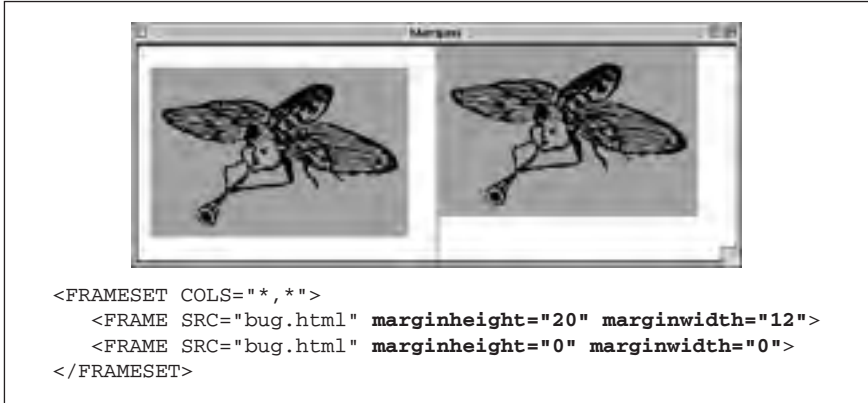 Margins
<FRAMESET COLS="*,*">
<FRAME SRC="bug.html" marginheight="20" marginwidth="12">
<FRAME SRC="bug.html" marginheight="0" marginwidth="0">
</FRAMESET>